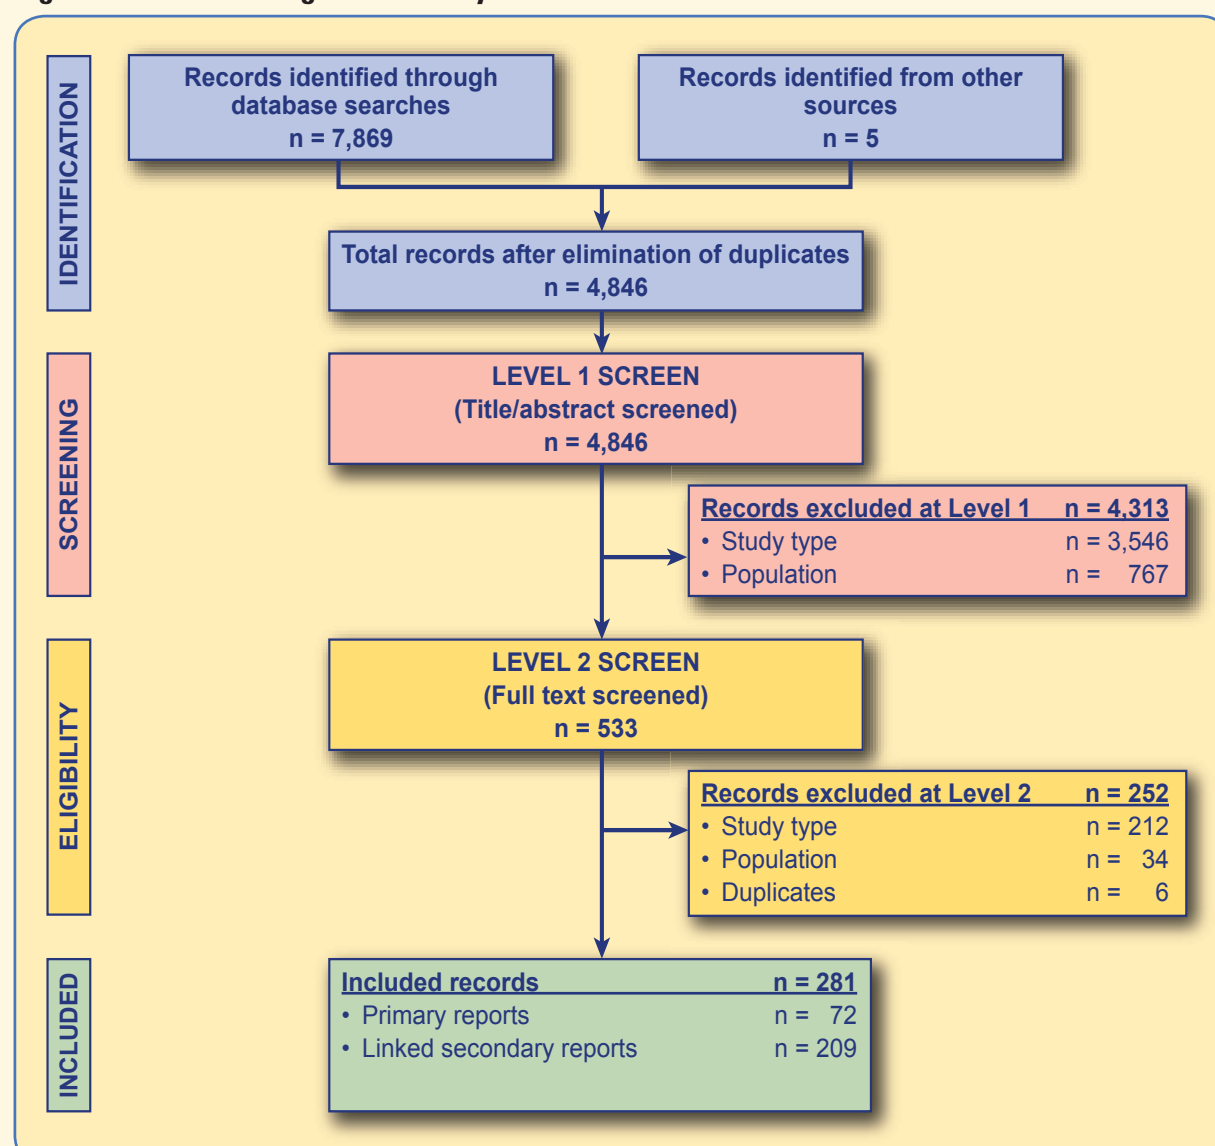 IDENTIFICATION
Records identified through
database searches
n = 7,869
Records identified from other
sources
n = 5
Total records after elimination of duplicates
n = 4,846
SCREENING
LEVEL 1 SCREEN
(Title/abstract screened)
n = 4,846
Records excluded at Level 1 n = 4,313
• Study type n = 3,546
• Population n = 767
ELIGIBILITY
LEVEL 2 SCREEN
(Full text screened)
n = 533
Records excluded at Level 2 n = 252
• Study type n = 212
• Population n = 34
• Duplicates n = 6
INCLUDED
Included records n = 281
• Primary reports n = 72
• Linked secondary reports n = 209